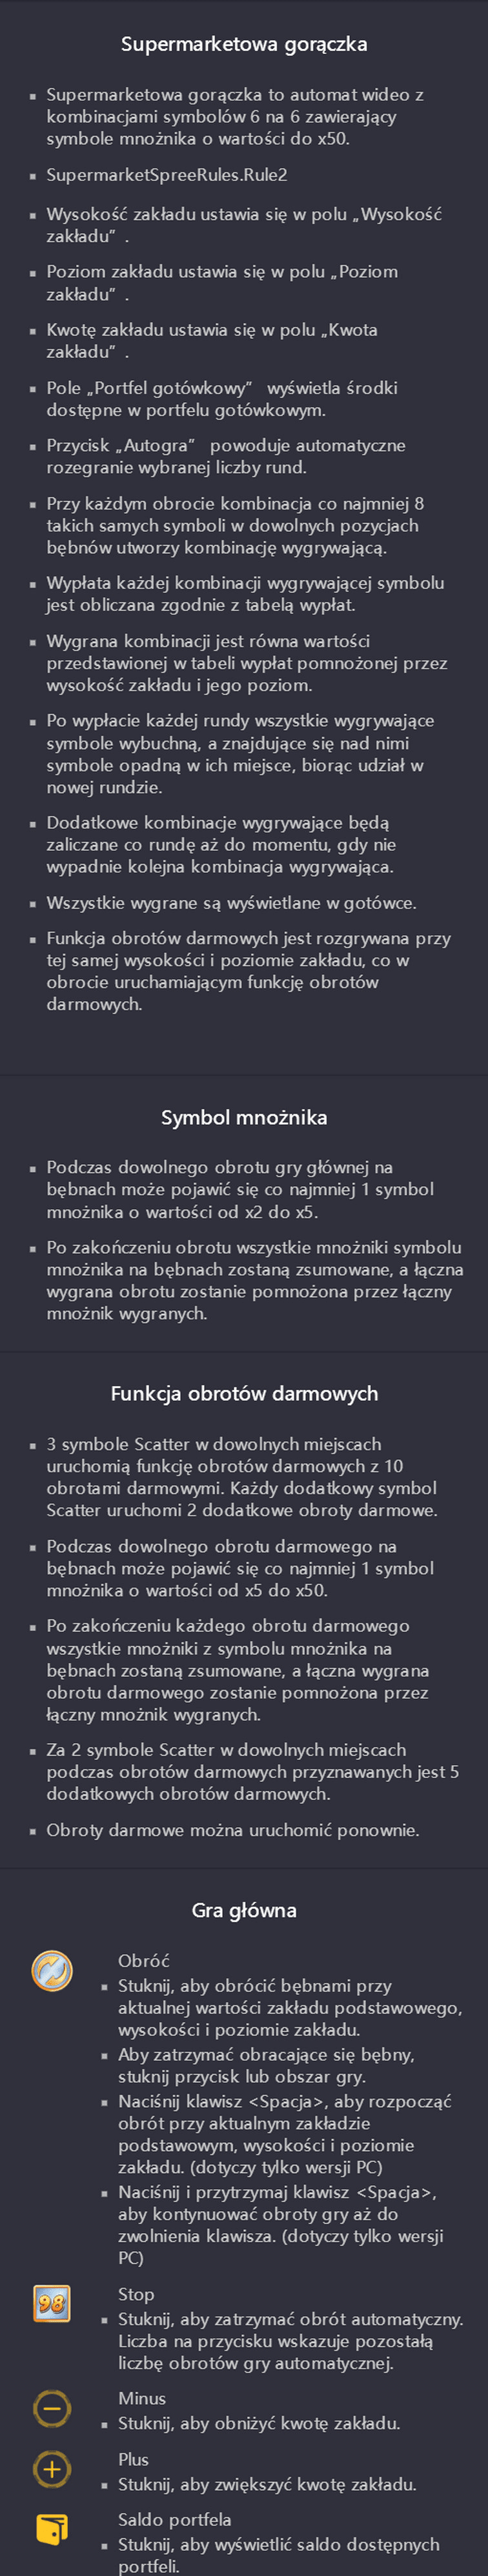 Supermarketowa gorączka
Supermarketowa gorączka to automat wideo z
kombinacjami symbolów 6 na 6 zawierający
symbole mnożnika o wartości do x50.
SupermarketSpreeRules.Rule2
Wysokość zakładu ustawia się w polu „Wysokość
zakładu” .
Poziom zakładu ustawia się w polu „Poziom
zakładu” .
Kwotę zakładu ustawia się w polu „Kwota
zakładu” .
Pole „Portfel gotówkowy” wyświetla środki
dostępne w portfelu gotówkowym.
Przycisk „Autogra” powoduje automatyczne
rozegranie wybranej liczby rund.
Przy każdym obrocie kombinacja co najmniej 8
takich samych symboli w dowolnych pozycjach
bębnów utworzy kombinację wygrywającą.
Wypłata każdej kombinacji wygrywającej symbolu
jest obliczana zgodnie z tabelą wypłat.
Wygrana kombinacji jest równa wartości
przedstawionej w tabeli wypłat pomnożonej przez
wysokość zakładu i jego poziom.
Po wypłacie każdej rundy wszystkie wygrywające
symbole wybuchną, a znajdujące się nad nimi
symbole opadną w ich miejsce, biorąc udział w
nowej rundzie.
Dodatkowe kombinacje wygrywające będą
zaliczane co rundę aż do momentu, gdy nie
wypadnie kolejna kombinacja wygrywająca.
Wszystkie wygrane są wyświetlane w gotówce.
Funkcja obrotów darmowych jest rozgrywana przy
tej samej wysokości i poziomie zakładu, co w
obrocie uruchamiającym funkcję obrotów
darmowych.
Symbol mnożnika
Podczas dowolnego obrotu gry głównej na
bębnach może pojawić się co najmniej 1 symbol
mnożnika o wartości od x2 do x5.
Po zakończeniu obrotu wszystkie mnożniki symbolu
mnożnika na bębnach zostaną zsumowane, a łączna
wygrana obrotu zostanie pomnożona przez łączny
mnożnik wygranych.
Funkcja obrotów darmowych
3 symbole Scatter w dowolnych miejscach
uruchomią funkcję obrotów darmowych z 10
obrotami darmowymi. Każdy dodatkowy symbol
Scatter uruchomi 2 dodatkowe obroty darmowe.
Podczas dowolnego obrotu darmowego na
bębnach może pojawić się co najmniej 1 symbol
mnożnika o wartości od x5 do x50.
Po zakończeniu każdego obrotu darmowego
wszystkie mnożniki z symbolu mnożnika na
bębnach zostaną zsumowane, a łączna wygrana
obrotu darmowego zostanie pomnożona przez
łączny mnożnik wygranych.
Za 2 symbole Scatter w dowolnych miejscach
podczas obrotów darmowych przyznawanych jest 5
dodatkowych obrotów darmowych.
Obroty darmowe można uruchomić ponownie.
Gra główna
Obróć
Stuknij, aby obrócić bębnami przy
aktualnej wartości zakładu podstawowego,
wysokości i poziomie zakładu.
Aby zatrzymać obracające się bębny,
stuknij przycisk lub obszar gry.
Naciśnij klawisz <Spacja>, aby rozpocząć
obrót przy aktualnym zakładzie
podstawowym, wysokości i poziomie
zakładu. (dotyczy tylko wersji PC)
Naciśnij i przytrzymaj klawisz <Spacja>,
aby kontynuować obroty gry aż do
zwolnienia klawisza. (dotyczy tylko wersji
PC)
98
Stop
Stuknij, aby zatrzymać obrót automatyczny.
Liczba na przycisku wskazuje pozostałą
liczbę obrotów gry automatycznej.
Minus
Stuknij, aby obniżyć kwotę zakładu.
Plus
Stuknij, aby zwiększyć kwotę zakładu.
Saldo portfela
Stuknij, aby wyświetlić saldo dostępnych
portfeli.